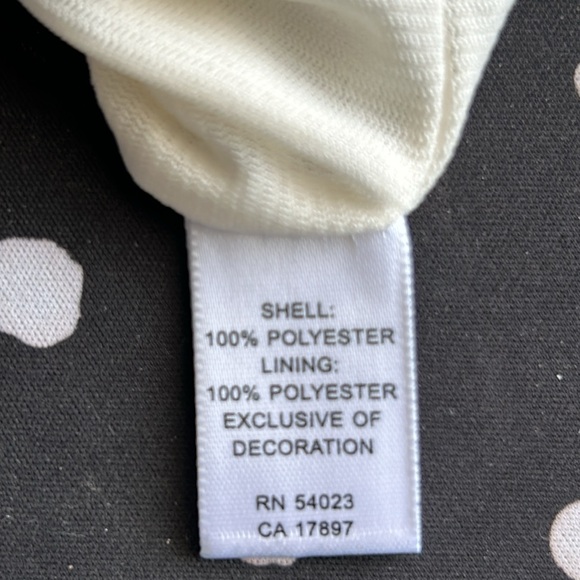 SHELL:
100% POLYESTER
LINING:
100% POLYESTER
EXCLUSIVE OF
DECORATION
RN 54023
CA 17897